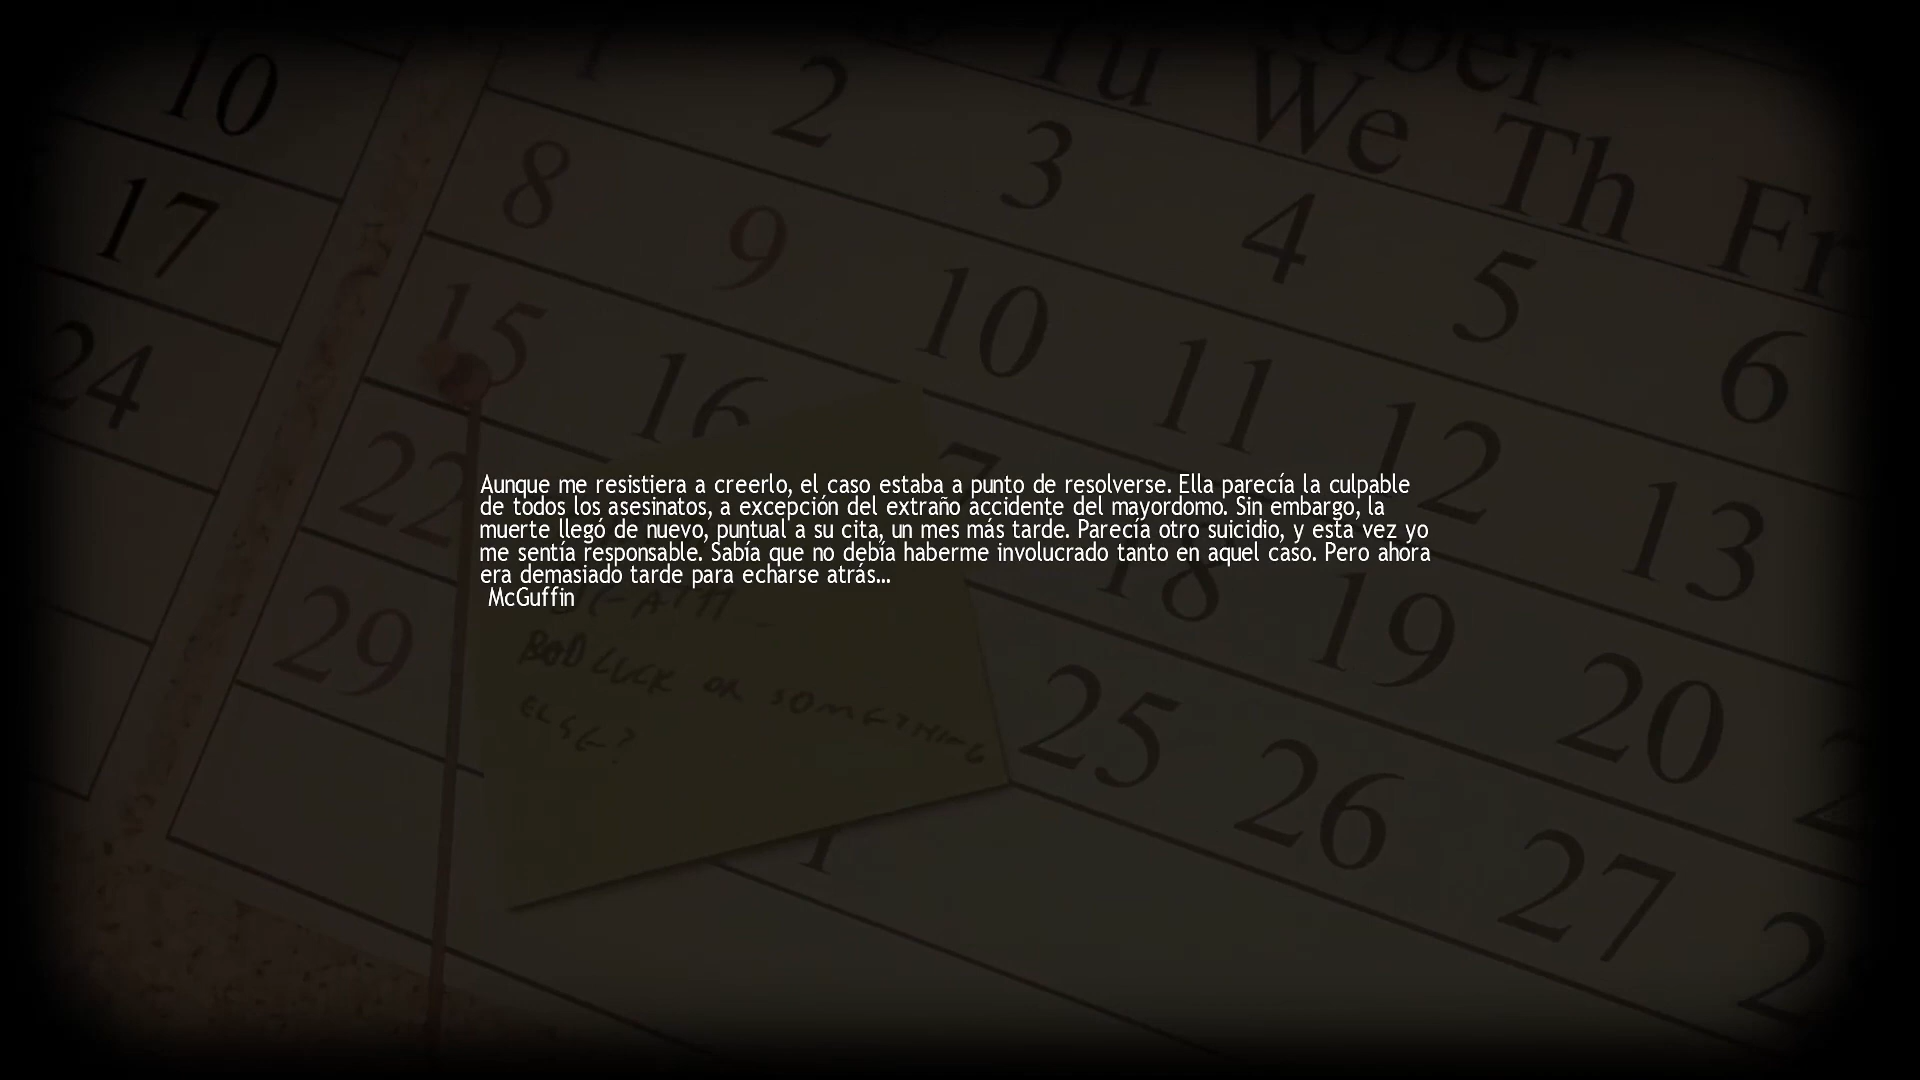 ober
Tu We Th Fr
1 2 3 4 5 6
8 9 10 11 12 13
15 16 18 19 20
22 25 26 27
29
10
17
24
Aunque me resistiera a creerlo, el caso estaba a punto de resolverse. Ella parecía la culpable
de todos los asesinatos, a excepción del extraño accidente del mayordomo. Sin embargo, la
muerte llegó de nuevo, puntual a su cita, un mes más tarde. Parecía otro suicidio, y esta vez yo
me sentía responsable. Sabía que no debía haberme involucrado tanto en aquel caso. Pero ahora
era demasiado tarde para echarse atrás...
McGuffin
BAD LUCK OR SOMETHING
ELSE?